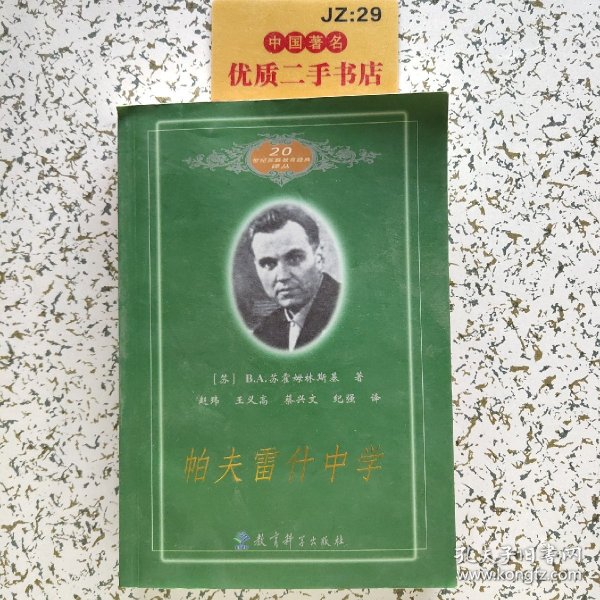 JZ:29
中国著名
优质二手书店
20
世纪苏联教育经典
译丛
[苏] В.А.苏霍姆林斯基 著
赵玮 王义高 蔡兴文 纪强 译
帕夫雷什中学
教育科学出版社
孔夫子旧书网
www.kongfz.com